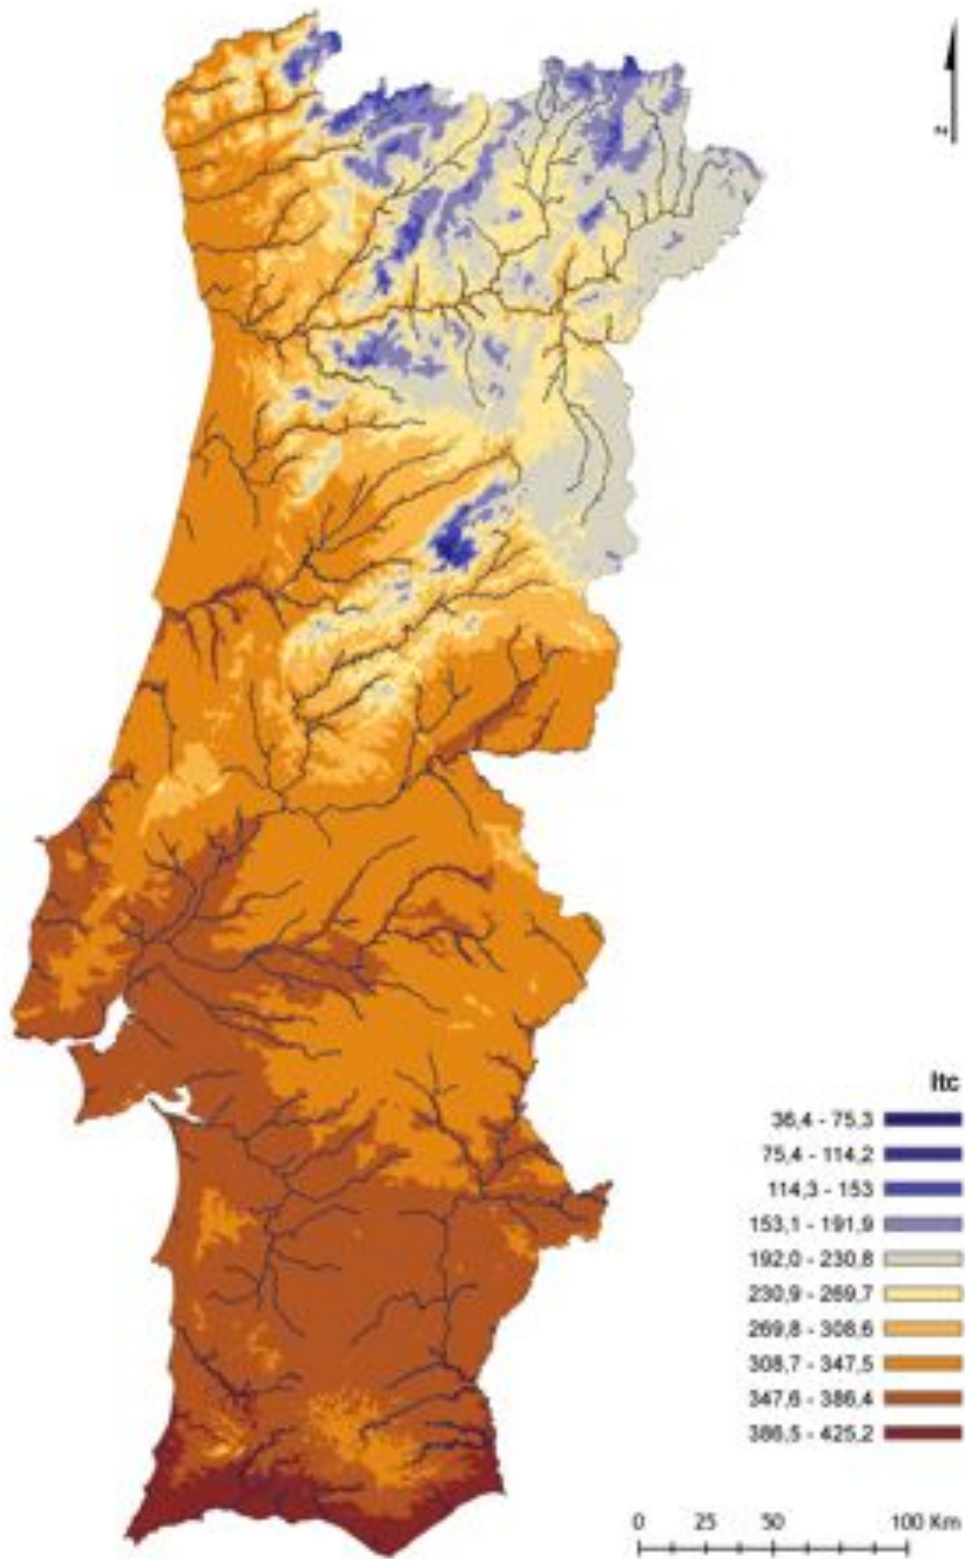 z
Itc
36,4 - 75,3
75,4 - 114,2
114,3 - 153
153,1 - 191,9
192,0 - 230,8
230,9 - 269,7
269,8 - 308,6
308,7 - 347,5
347,6 - 386,4
386,5 - 425,2
0 25 50 100 Km